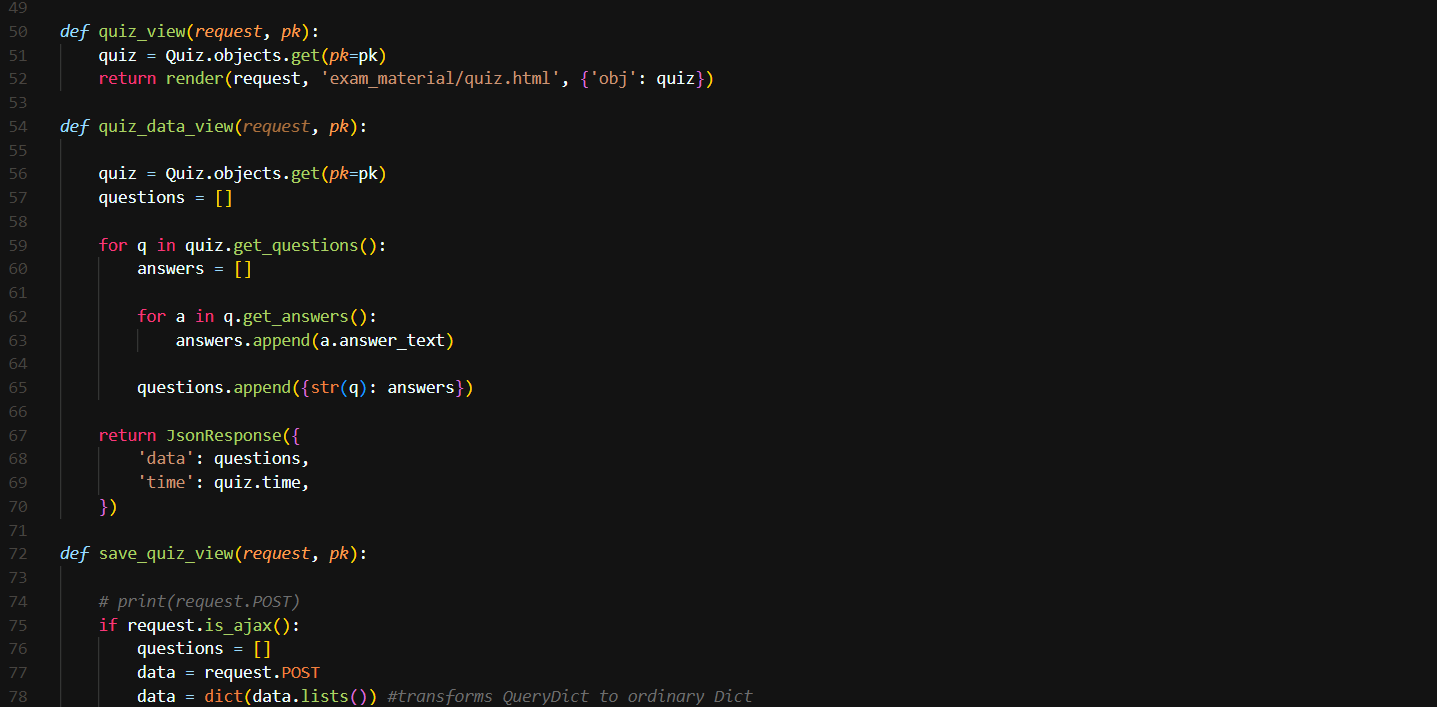 49
50 def quiz_view(request, pk):
51     quiz = Quiz.objects.get(pk=pk)
52     return render(request, 'exam_material/quiz.html', {'obj': quiz})
53
54 def quiz_data_view(request, pk):
55
56     quiz = Quiz.objects.get(pk=pk)
57     questions = []
58
59     for q in quiz.get_questions():
60         answers = []
61
62         for a in q.get_answers():
63             answers.append(a.answer_text)
64
65         questions.append({str(q): answers})
66
67     return JsonResponse({
68         'data': questions,
69         'time': quiz.time,
70     })
71
72 def save_quiz_view(request, pk):
73
74     # print(request.POST)
75     if request.is_ajax():
76         questions = []
77         data = request.POST
78         data = dict(data.lists()) #transforms QueryDict to ordinary Dict